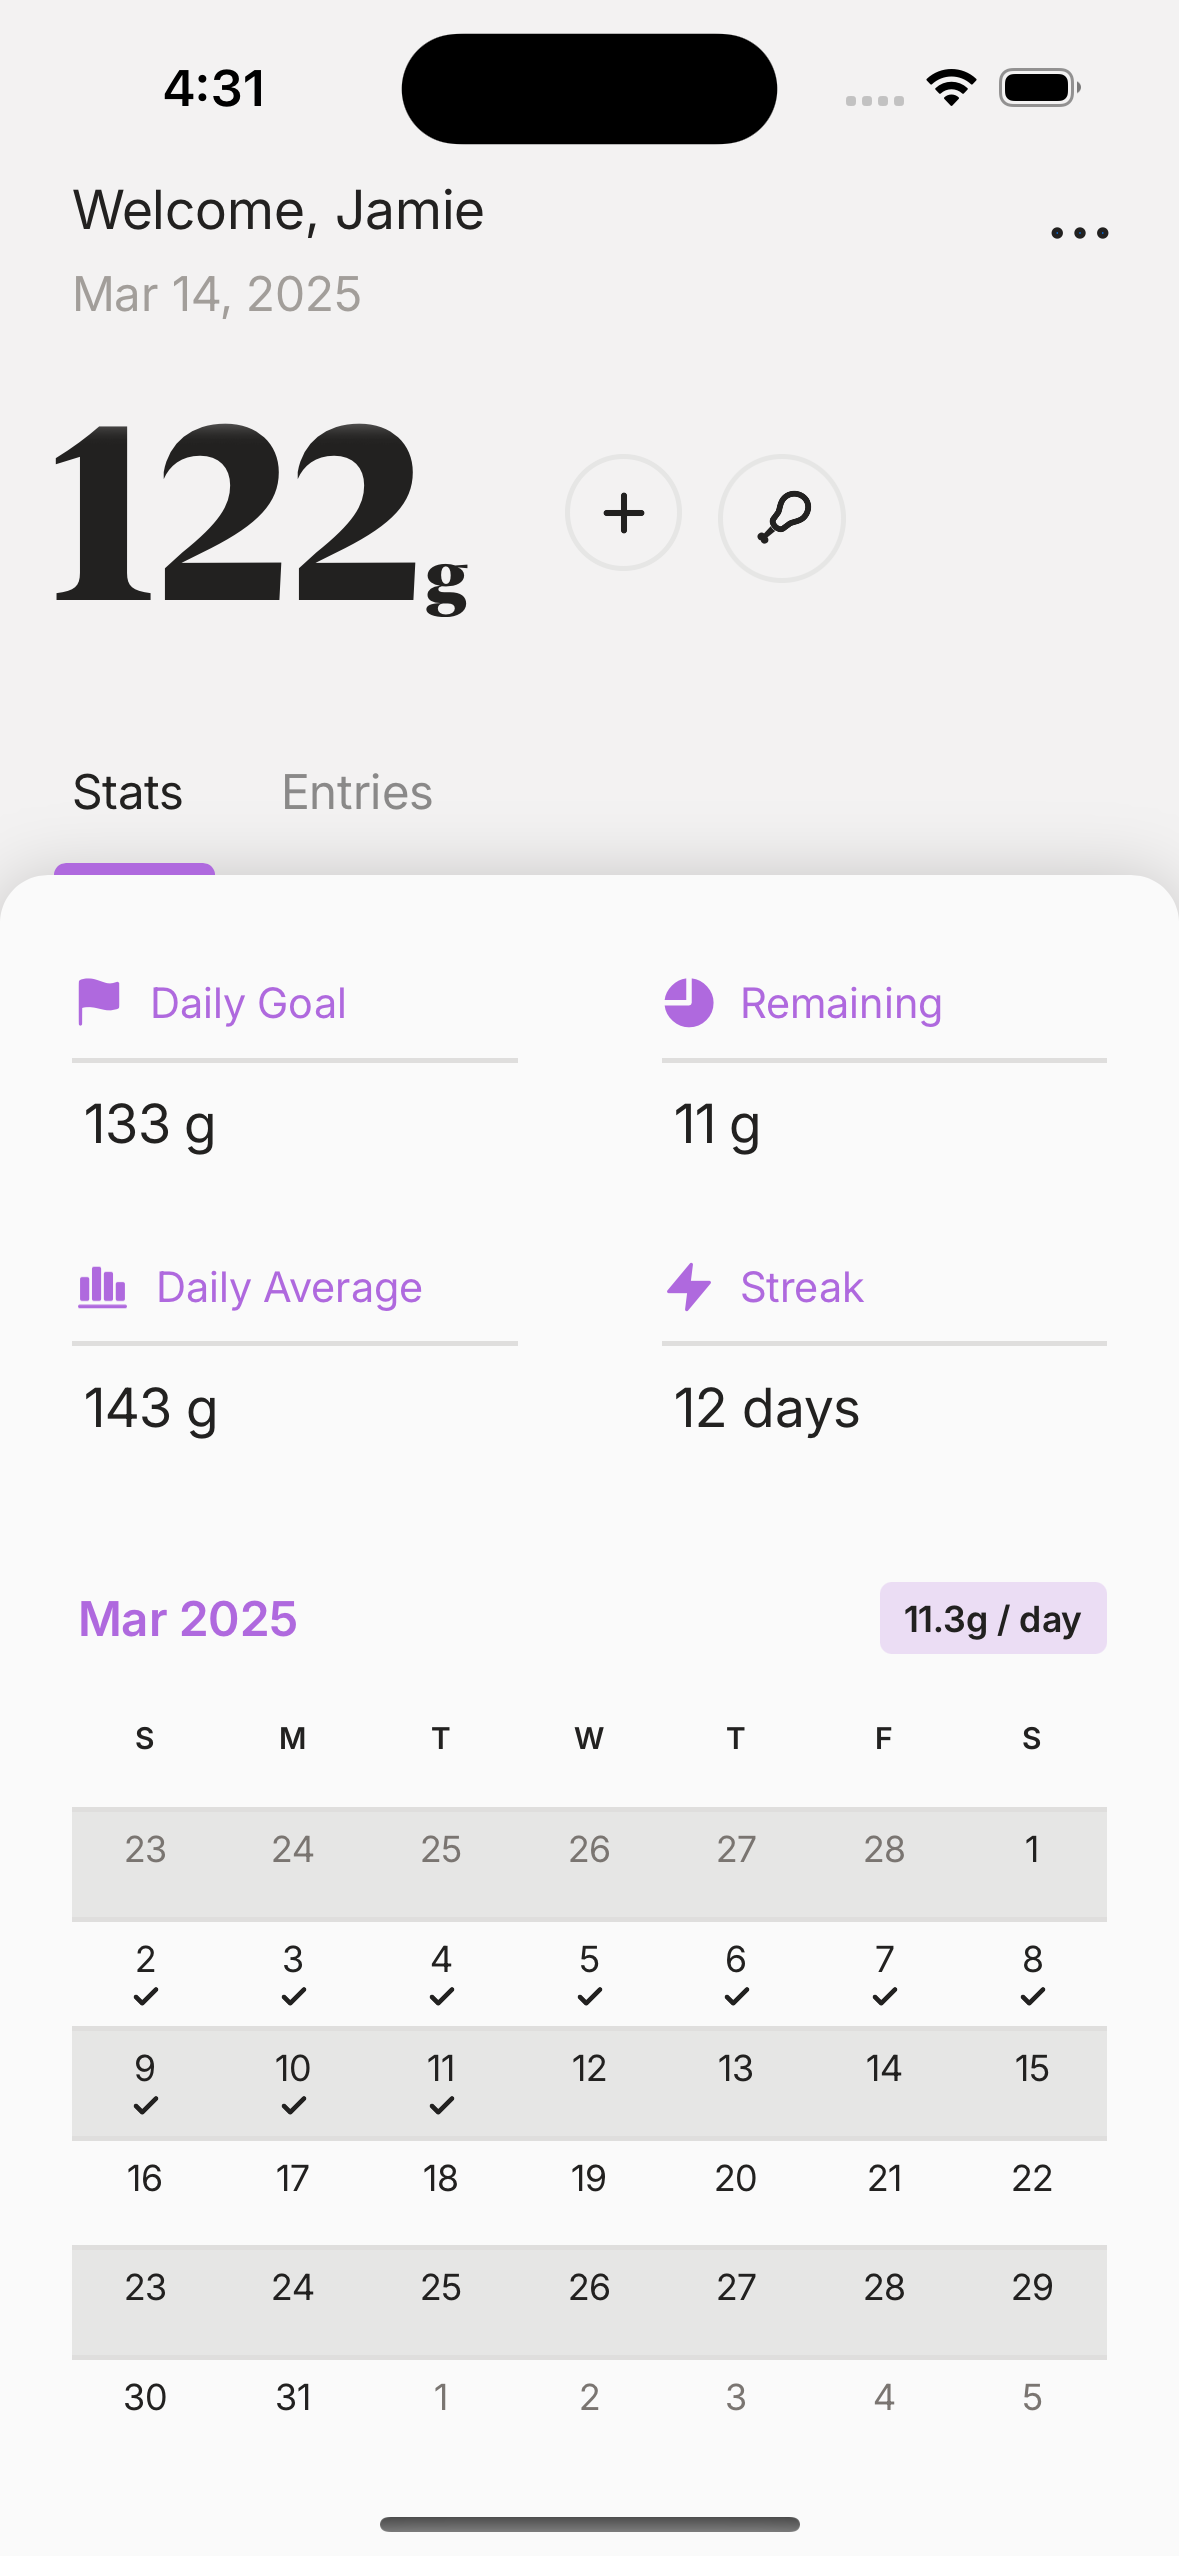 4:31
Welcome, Jamie
Mar 14, 2025
122g
Stats Entries
Daily Goal Remaining
133 g 11 g
Daily Average Streak
143 g 12 days
Mar 2025 11.3g / day
S M T W T F S
23 24 25 26 27 28 1
2 3 4 5 6 7 8
9 10 11 12 13 14 15
16 17 18 19 20 21 22
23 24 25 26 27 28 29
30 31 1 2 3 4 5